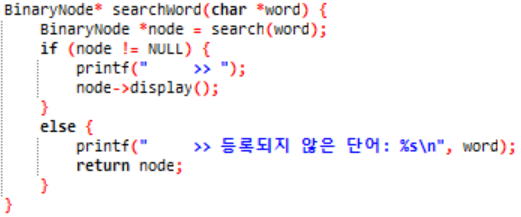 BinaryNode* searchWord(char *word) {
    BinaryNode *node = search(word);
    if (node != NULL) {
        printf("     >> ");
        node->display();
    }
    else {
        printf("     >> 등록되지 않은 단어: %s\n", word);
        return node;
    }
}